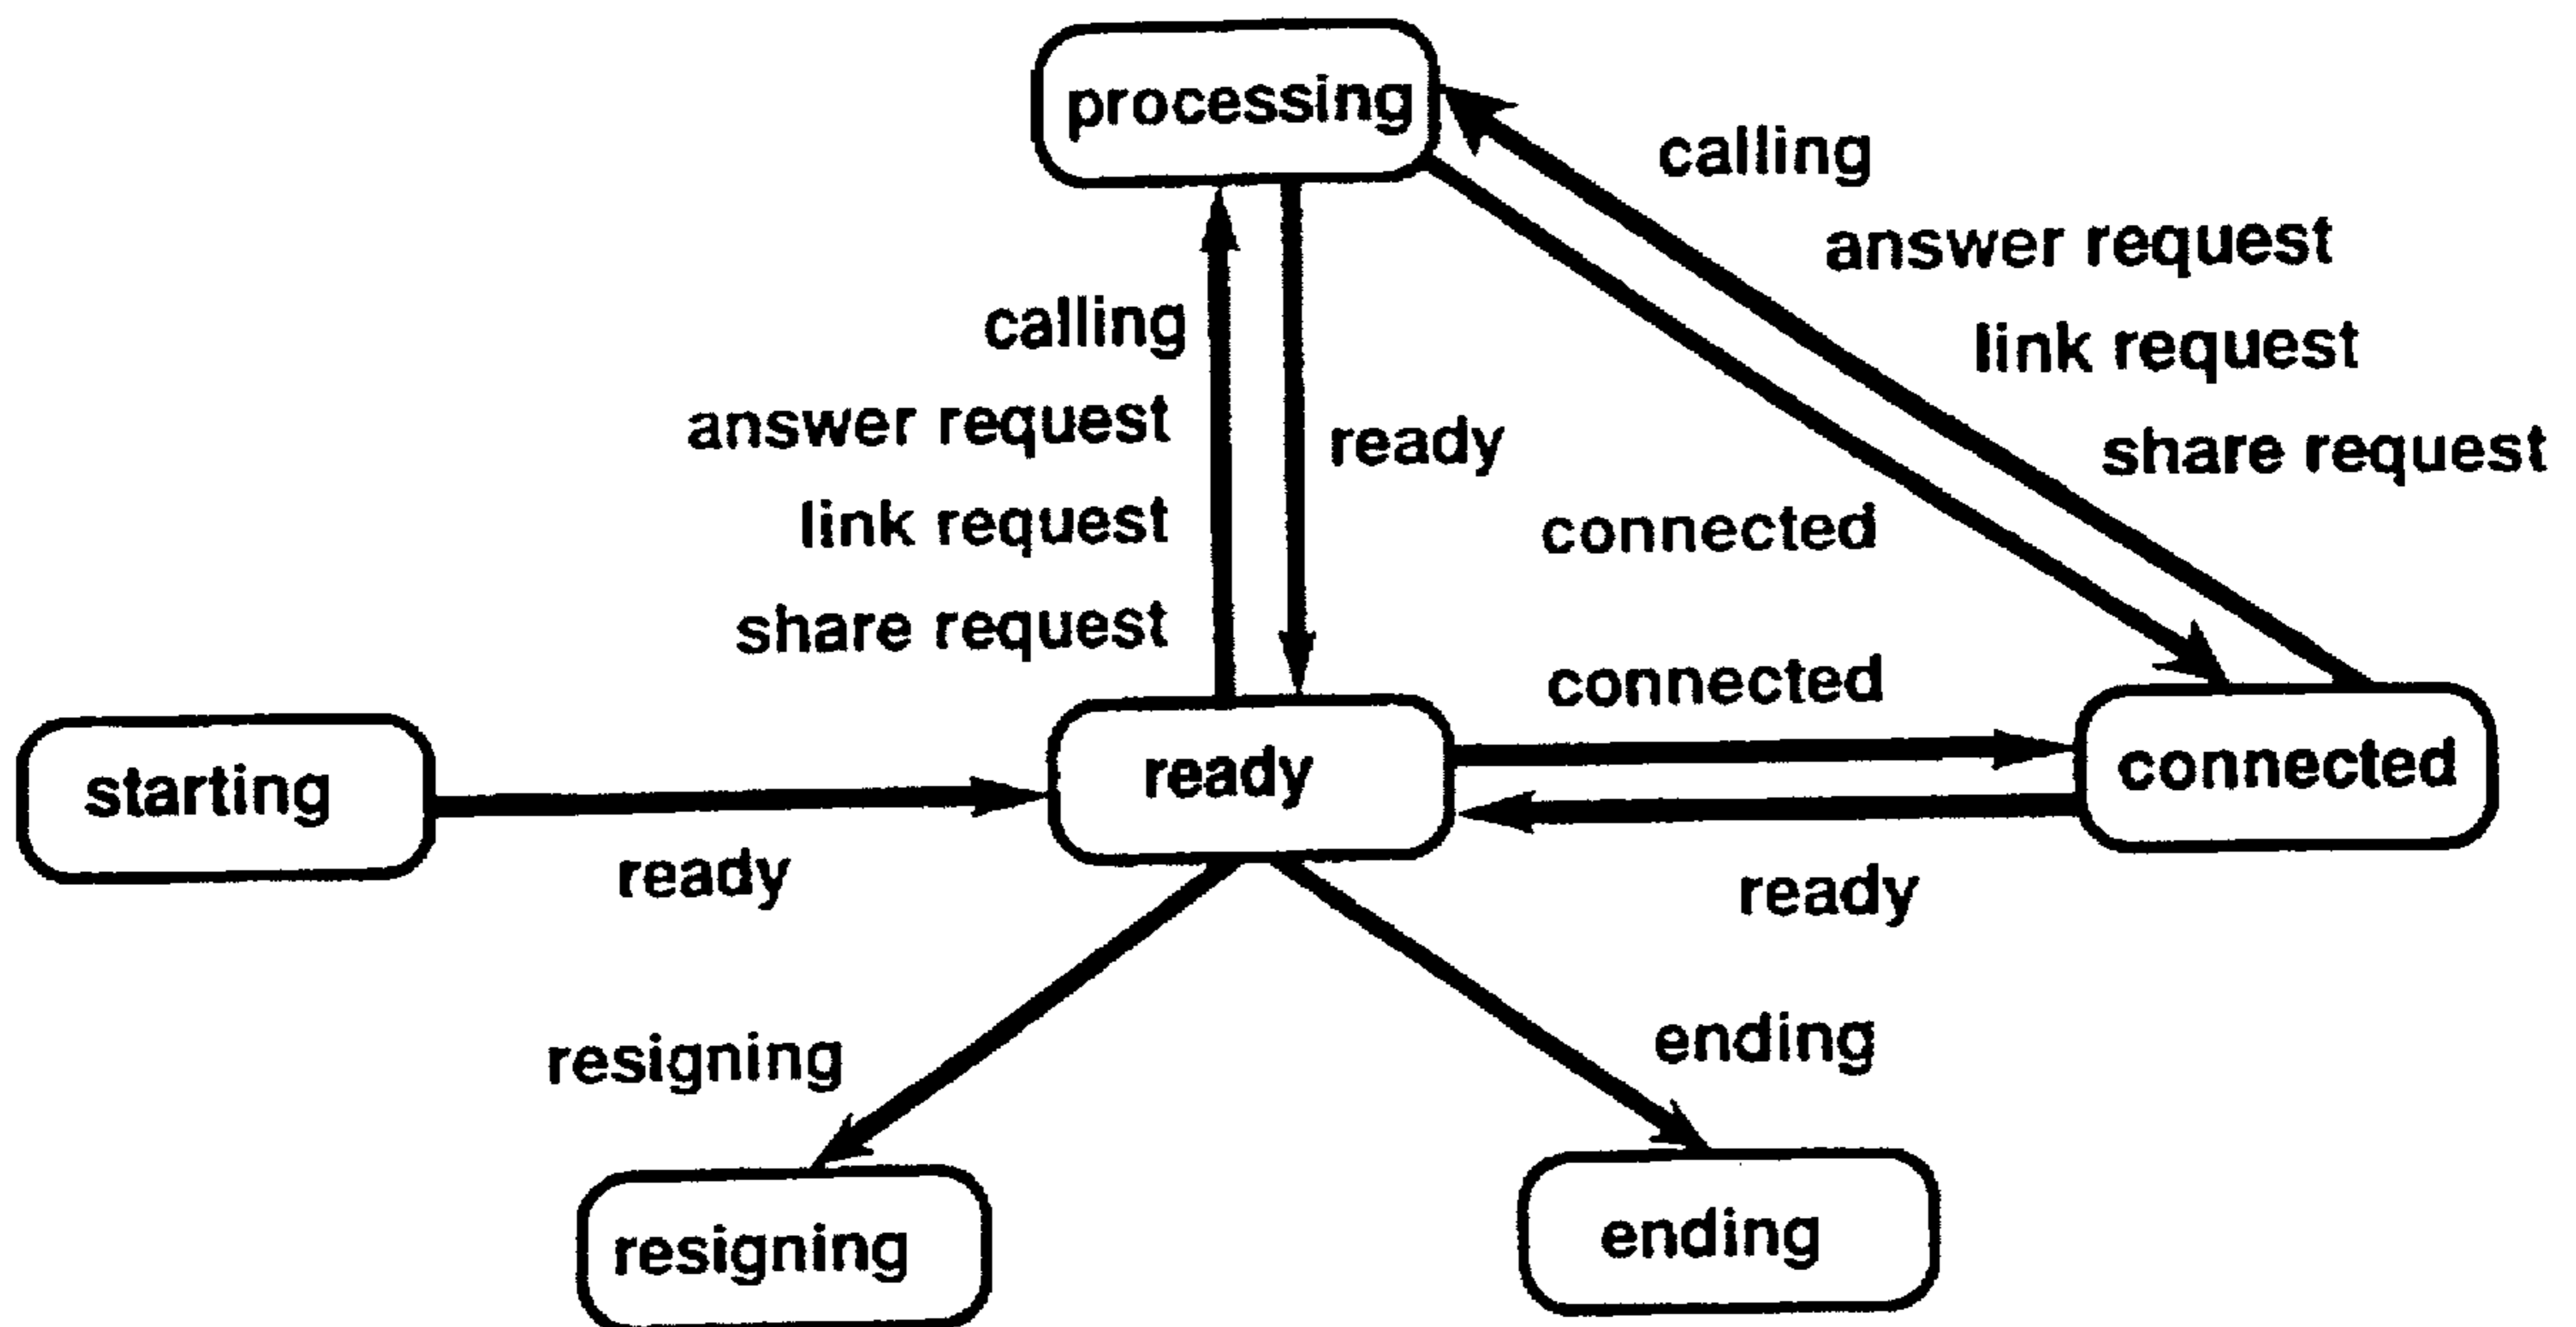 processing
calling
answer request
link request
share request
calling
answer request
link request
share request
ready
connected
connected
starting
ready
connected
ready
ready
resigning
ending
resigning
ending